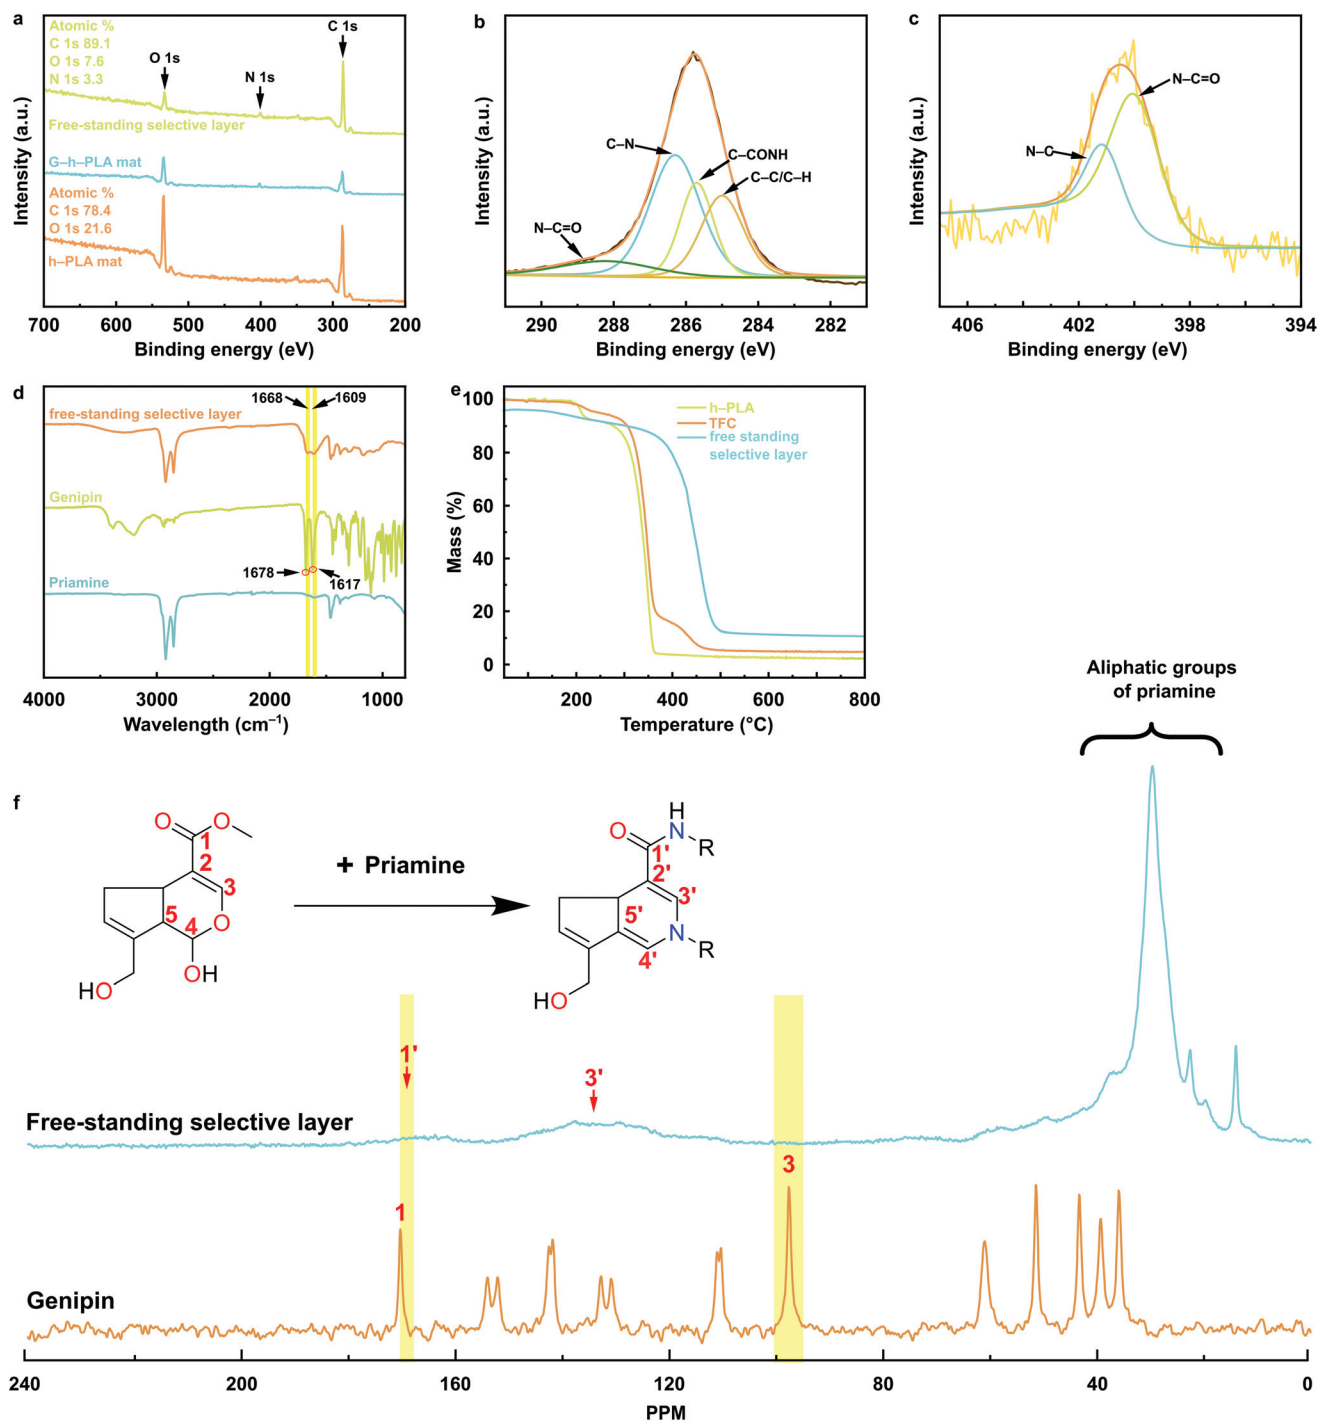 a
Atomic %
C 1s 89.1
O 1s 7.6
N 1s 3.3
O 1s
N 1s
C 1s
Free-standing selective layer
G–h–PLA mat
Atomic %
C 1s 78.4
O 1s 21.6
h–PLA mat
Intensity (a.u.)
700 600 500 400 300 200
Binding energy (eV)
b
C–N
C–CONH
C–C/C–H
N–C=O
Intensity (a.u.)
290 288 286 284 282
Binding energy (eV)
c
N–C=O
N–C
Intensity (a.u.)
406 402 398 394
Binding energy (eV)
d
1668 1609
free-standing selective layer
Genipin
1678 1617
Priamine
4000 3000 2000 1000
Wavelength (cm⁻¹)
e
h–PLA
TFC
free standing
selective layer
Mass (%)
100
80
60
40
20
0
200 400 600 800
Temperature (°C)
Aliphatic groups
of priamine
f
O
O
1
2
3
5
4
O
OH
HO
+ Priamine
H
O
N
R
1'
2'
3'
5'
N
R
4'
HO
1'
3'
Free-standing selective layer
3
1
Genipin
240 200 160 120 80 40 0
PPM